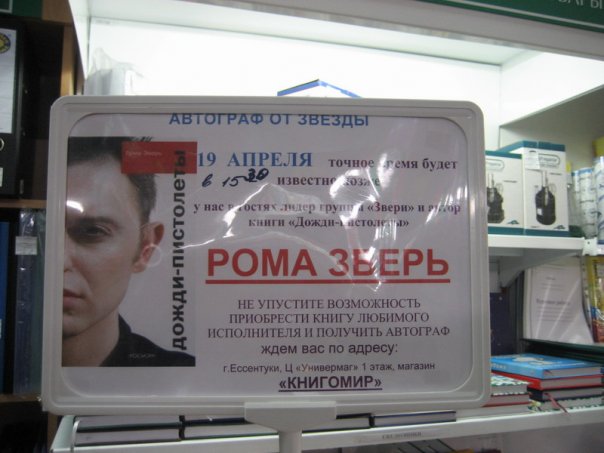 АВТОГРАФ ОТ ЗВЕЗДЫ
Рома Зверь
дожди-пистолеты
19 АПРЕЛЯ точное время будет
в 15 30 известно позже
у нас в гостях лидер группы «Звери» и автор
книги «Дожди-пистолеты»
РОМА ЗВЕРЬ
НЕ УПУСТИТЕ ВОЗМОЖНОСТЬ
ПРИОБРЕСТИ КНИГУ ЛЮБИМОГО
ИСПОЛНИТЕЛЯ И ПОЛУЧИТЬ АВТОГРАФ
ждем вас по адресу:
г.Ессентуки, Ц «Универмаг» 1 этаж, магазин
«КНИГОМИР»